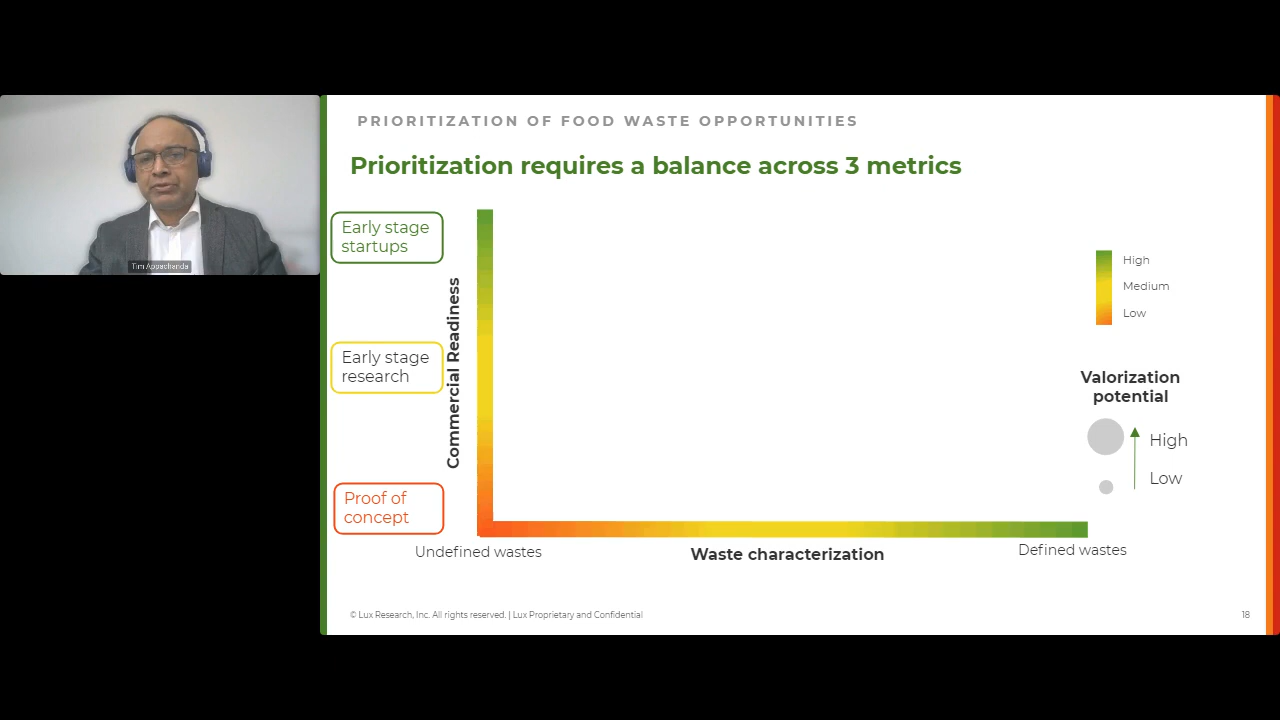 Tim Appachanda
PRIORITIZATION OF FOOD WASTE OPPORTUNITIES
Prioritization requires a balance across 3 metrics
Early stage
startups
Early stage
research
Proof of
concept
Commercial Readiness
Undefined wastes
Waste characterization
Defined wastes
High
Medium
Low
Valorization
potential
High
Low
© Lux Research, Inc. All rights reserved. | Lux Proprietary and Confidential
18